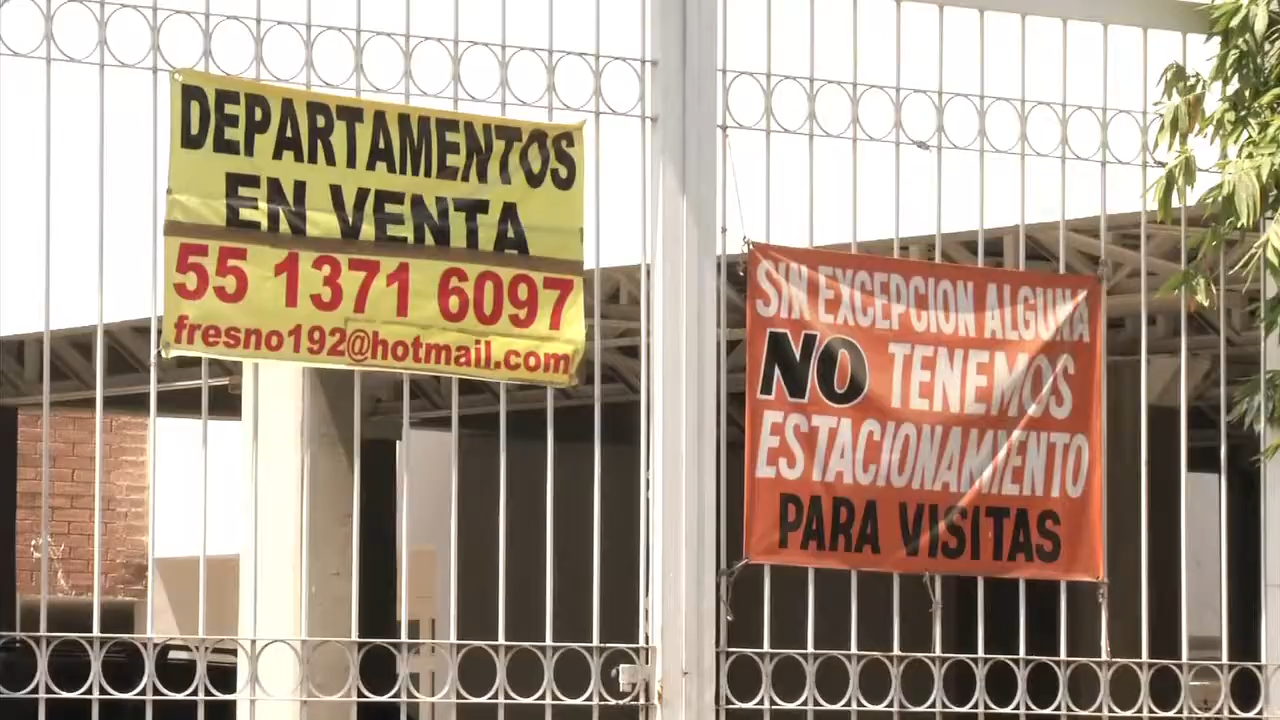 DEPARTAMENTOS
EN VENTA
55 1371 6097
fresno192@hotmail.com
SIN EXCEPCION ALGUNA
NO TENEMOS
ESTACIONAMIENTO
PARA VISITAS